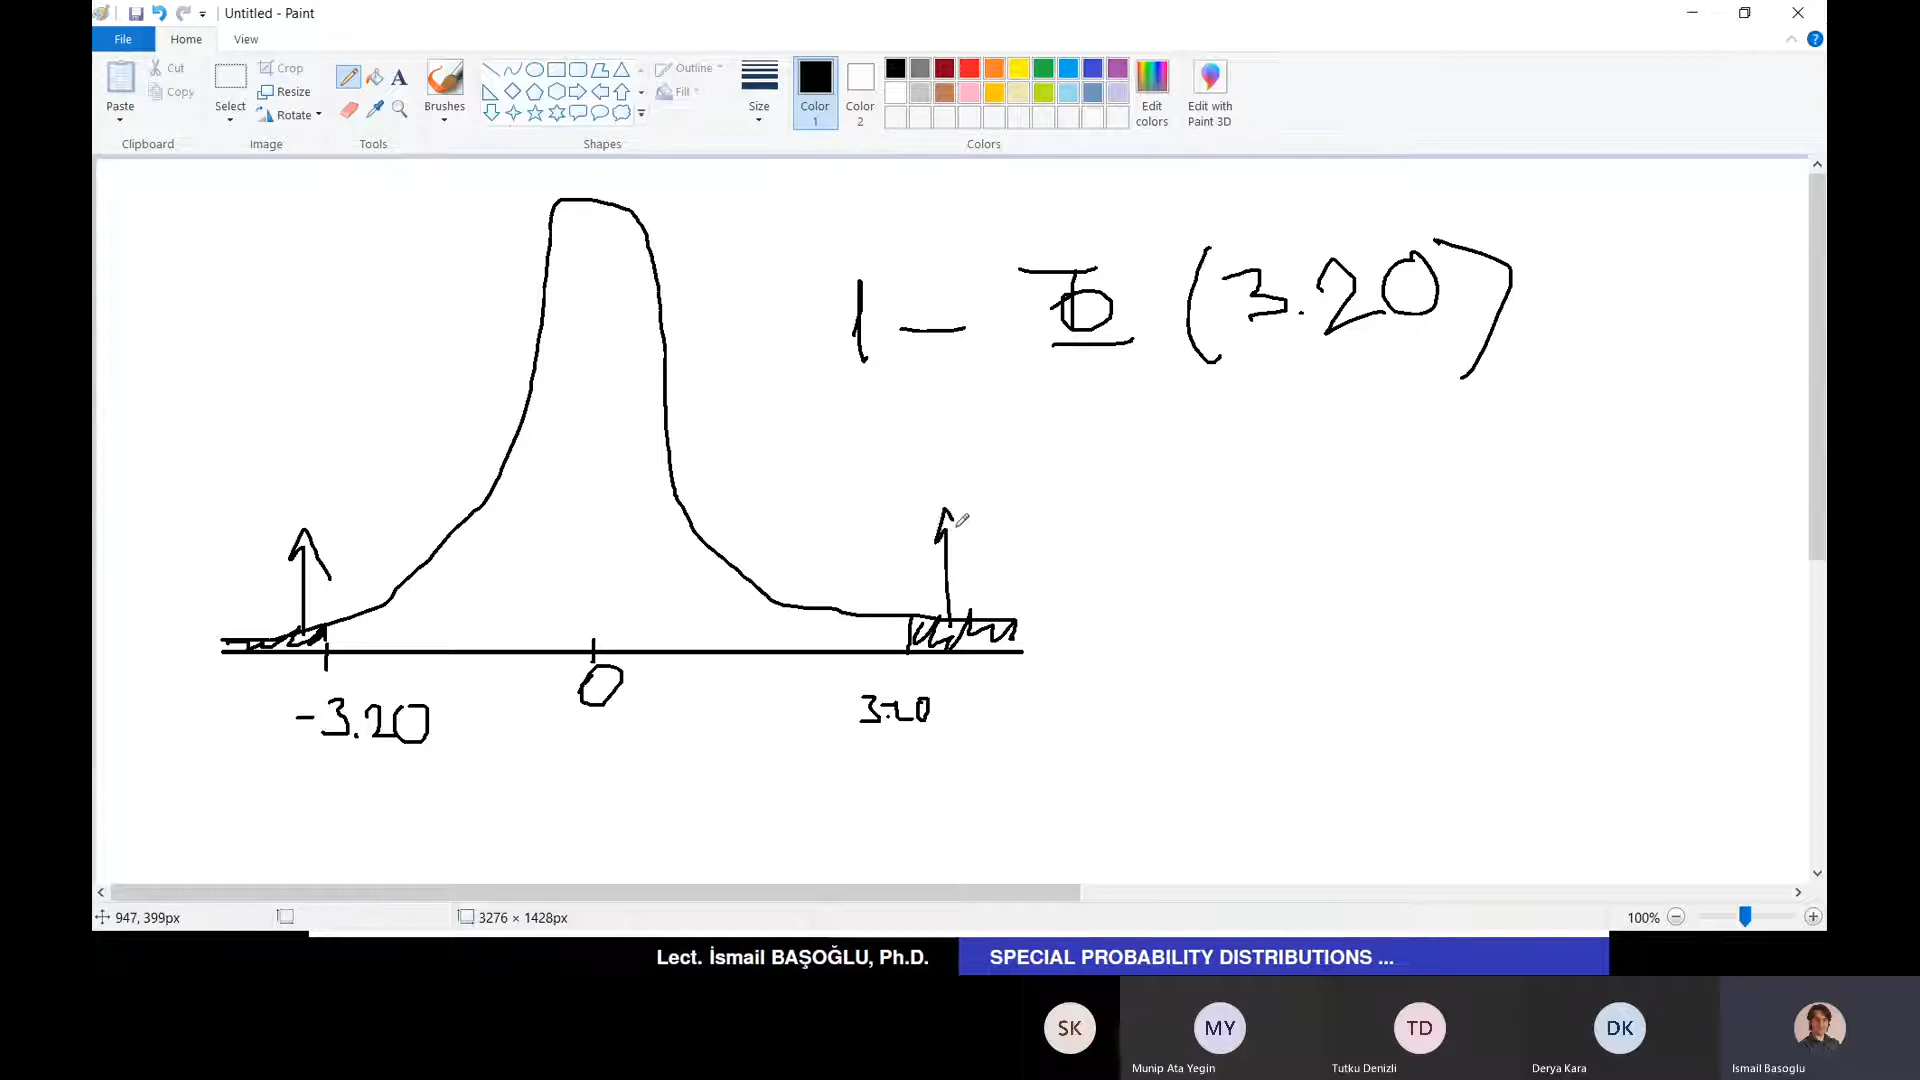 Untitled - Paint
File Home View
Paste
Cut
Copy
Clipboard
Select
Crop
Resize
Rotate
Image
Tools
Brushes
Shapes
Outline
Fill
Size
Color 1
Color 2
Edit colors
Edit with Paint 3D
Colors
1 - Φ (3.20)
0
-3.20
3.20
947, 399px
3276 × 1428px
100%
Lect. İsmail BAŞOĞLU, Ph.D.
SPECIAL PROBABILITY DISTRIBUTIONS ...
SK
MY
TD
DK
Munip Ata Yegin
Tutku Denizli
Derya Kara
Ismail Basoglu